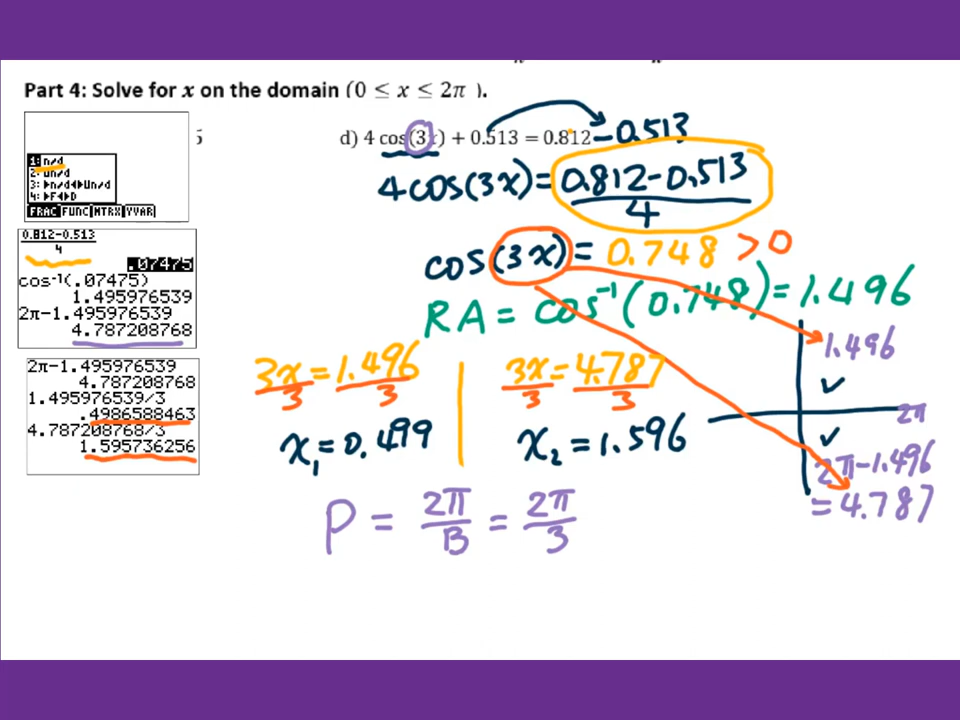 Part 4: Solve for x on the domain (0 ≤ x ≤ 2π ).
5
d) 4 cos(3x) + 0.513 = 0.812 − 0.513
4cos(3x) = (0.812 − 0.513)/4
cos(3x) = 0.748 > 0
RA = cos⁻¹(0.748) = 1.496
1: n/d
2: Un/d
3: ▶n/d◀▶Un/d
4: ▶F◀▶D
FRAC FUNC MTRX YVAR
0.812-0.513
4
.07475
cos⁻¹(.07475)
1.495976539
2π-1.495976539
4.787208768
2π-1.495976539
4.787208768
1.495976539/3
.4986588463
4.787208768/3
1.595736256
3x/3 = 1.496/3
x₁ = 0.499
3x/3 = 4.787/3
x₂ = 1.596
1.496
✓
2π
✓
2π − 1.496
= 4.787
P = 2π/B = 2π/3